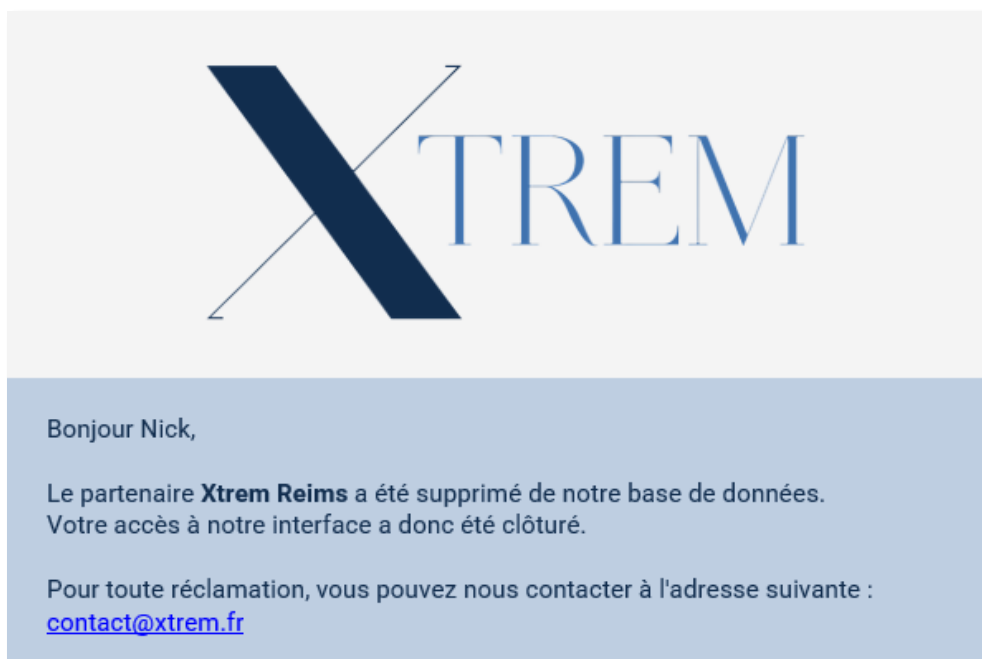 XTREM
Bonjour Nick,
Le partenaire Xtrem Reims a été supprimé de notre base de données.
Votre accès à notre interface a donc été clôturé.
Pour toute réclamation, vous pouvez nous contacter à l'adresse suivante :
contact@xtrem.fr